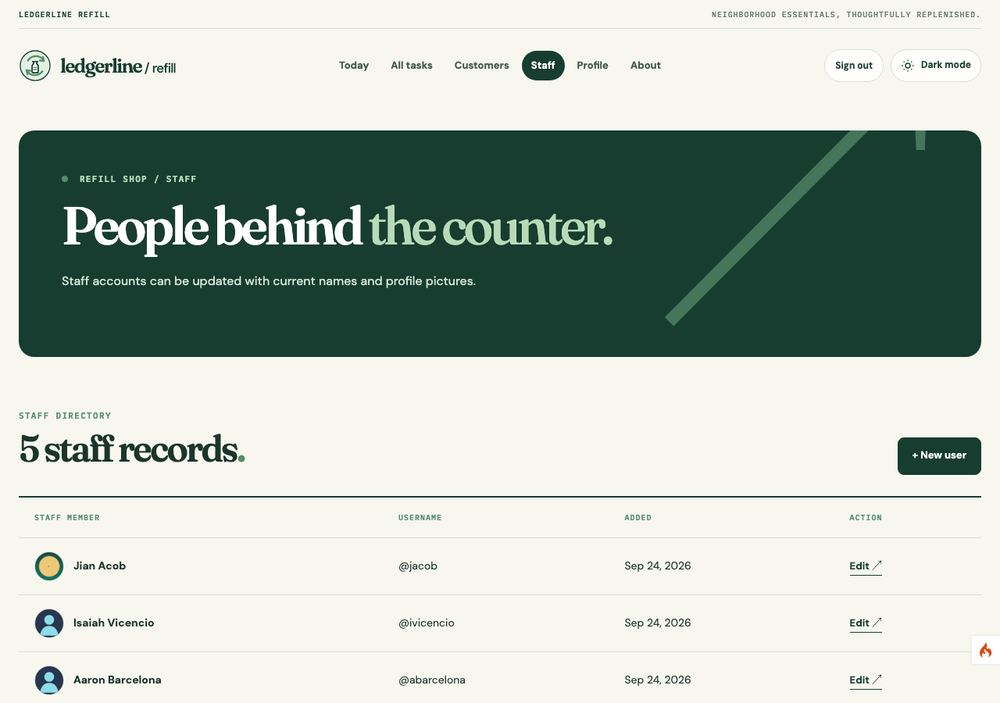 LEDGERLINE REFILL
NEIGHBORHOOD ESSENTIALS, THOUGHTFULLY REPLENISHED.
ledgerline / refill
Today
All tasks
Customers
Staff
Profile
About
Sign out
Dark mode
REFILL SHOP / STAFF
People behind the counter.
Staff accounts can be updated with current names and profile pictures.
STAFF DIRECTORY
5 staff records.
+ New user
STAFF MEMBER USERNAME ADDED ACTION
Jian Acob @jacob Sep 24, 2026 Edit ↗
Isaiah Vicencio @ivicencio Sep 24, 2026 Edit ↗
Aaron Barcelona @abarcelona Sep 24, 2026 Edit ↗